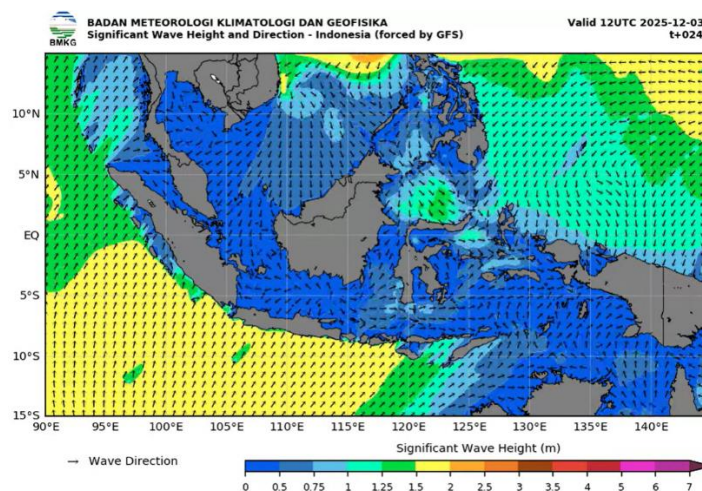 BMKG
BADAN METEOROLOGI KLIMATOLOGI DAN GEOFISIKA
Significant Wave Height and Direction - Indonesia (forced by GFS)
Valid 12UTC 2025-12-03
t+024
10°N
5°N
EQ
5°S
10°S
15°S
90°E 95°E 100°E 105°E 110°E 115°E 120°E 125°E 130°E 135°E 140°E
Wave Direction
Significant Wave Height (m)
0 0.5 0.75 1 1.25 1.5 2 2.5 3 3.5 4 5 6 7